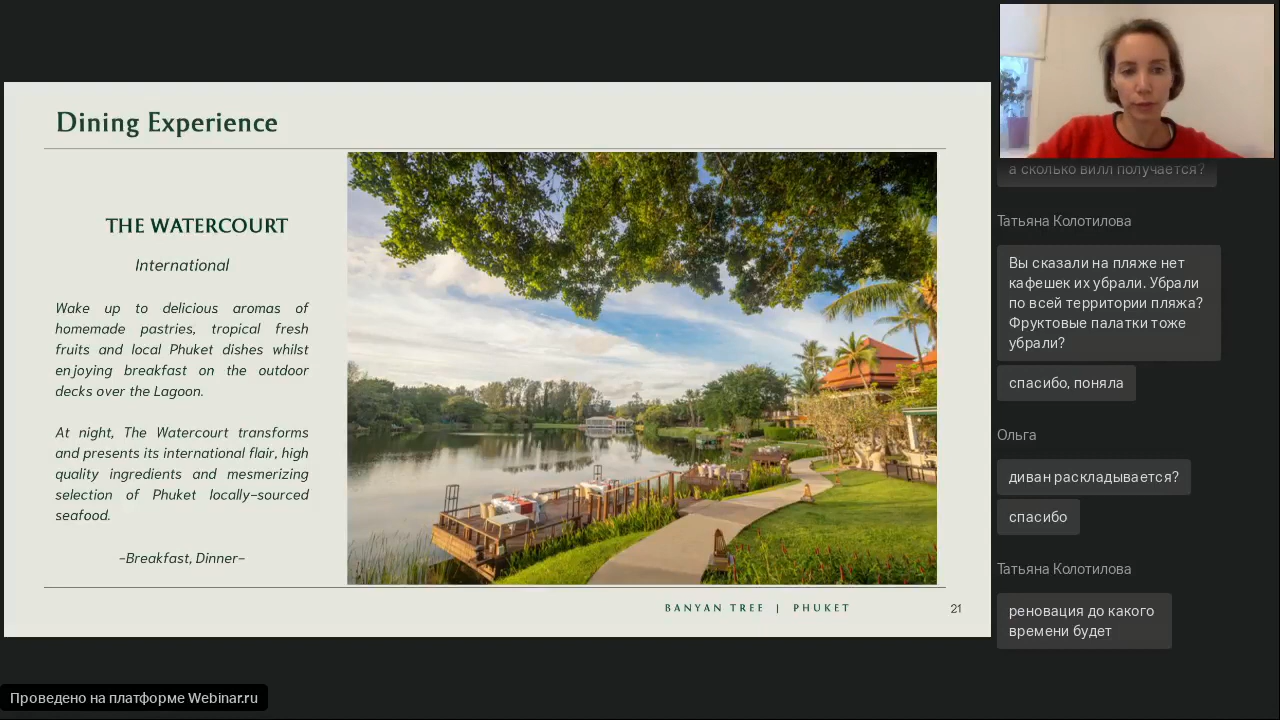 Dining Experience
THE WATERCOURT
International
Wake up to delicious aromas of
homemade pastries, tropical fresh
fruits and local Phuket dishes whilst
enjoying breakfast on the outdoor
decks over the Lagoon.
At night, The Watercourt transforms
and presents its international flair, high
quality ingredients and mesmerizing
selection of Phuket locally-sourced
seafood.
-Breakfast, Dinner-
BANYAN TREE | PHUKET
21
а сколько вилл получается?
Татьяна Колотилова
Вы сказали на пляже нет
кафешек их убрали. Убрали
по всей территории пляжа?
Фруктовые палатки тоже
убрали?
спасибо, поняла
Ольга
диван раскладывается?
спасибо
Татьяна Колотилова
реновация до какого
времени будет
Проведено на платформе Webinar.ru